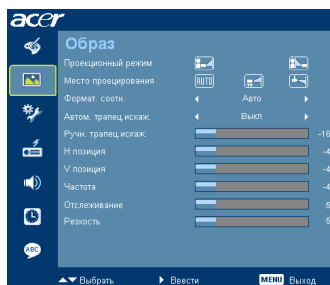 acer
Образ
Проекционный режим
Место проецирования AUTO
Формат. соотн. Авто
Автом. трапец.искаж. Выкл
Ручн. трапец.искаж. -16
H позиция -4
V позиция -4
Частота -4
Отслеживание 5
Резкость 5
ABC
Выбрать Ввести MENU Выход